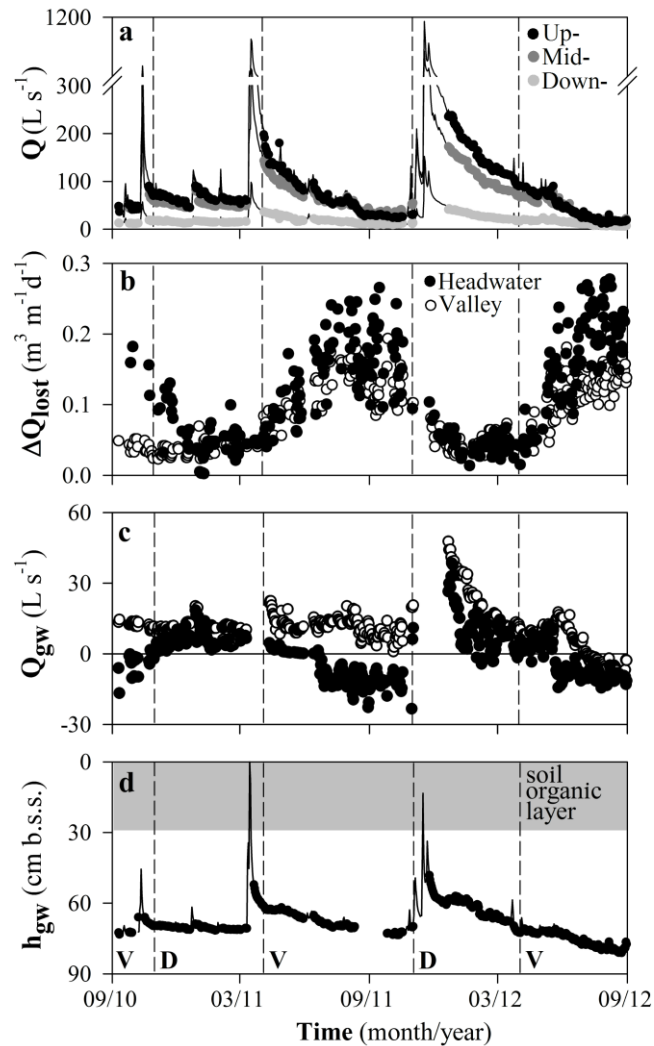 a
Up-
Mid-
Down-
Q (L s⁻¹)
1200
300
200
100
0
b
Headwater
Valley
ΔQlost (m³ m⁻¹d⁻¹)
0.3
0.2
0.1
0.0
c
Qgw (L s⁻¹)
60
30
0
-30
d
soil
organic
layer
hgw (cm b.s.s.)
0
30
60
90
V D V D V
09/10 03/11 09/11 03/12 09/12
Time (month/year)